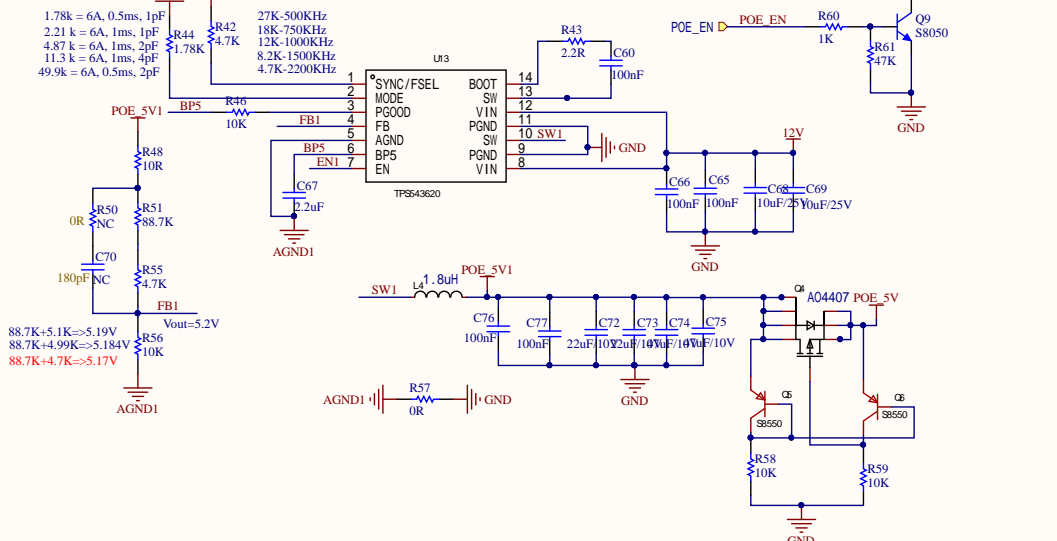 1.78k = 6A, 0.5ms, 1pF
2.21 k = 6A, 1ms, 1pF
4.87 k = 6A, 1ms, 2pF
11.3 k = 6A, 1ms, 4pF
49.9k = 6A, 0.5ms, 2pF
R44
1.78K
R42
4.7K
27K-500KHz
18K-750KHz
12K-1000KHz
8.2K-1500KHz
4.7K-2200KHz
U13
1 SYNC/FSEL
2 MODE
3 PGOOD
4 FB
5 AGND
6 BP5
7 EN
BOOT 14
SW 13
VIN 12
PGND 11
SW 10
PGND 9
VIN 8
TPS543620
R43
2.2R
C60
100nF
POE_EN
POE_EN
R60
1K
Q9
S8050
R61
47K
GND
POE_5V1
BP5
R46
10K
FB1
BP5
EN1
C67
2.2uF
AGND1
SW1
GND
12V
C66
100nF
C65
100nF
C68
10uF/25V
C69
10uF/25V
GND
R48
10R
R50
0R
NC
R51
88.7K
C70
180pF
NC
R55
4.7K
FB1
Vout=5.2V
R56
10K
88.7K+5.1K=>5.19V
88.7K+4.99K=>5.184V
88.7K+4.7K=>5.17V
AGND1
SW1
L4
1.8uH
POE_5V1
C76
100nF
C77
100nF
C72
22uF/10V
C73
22uF/10V
C74
47uF/10V
C75
47uF/10V
GND
Q4
AO4407
POE_5V
AGND1
R57
0R
GND
Q5
S8550
Q6
S8550
R58
10K
R59
10K
GND